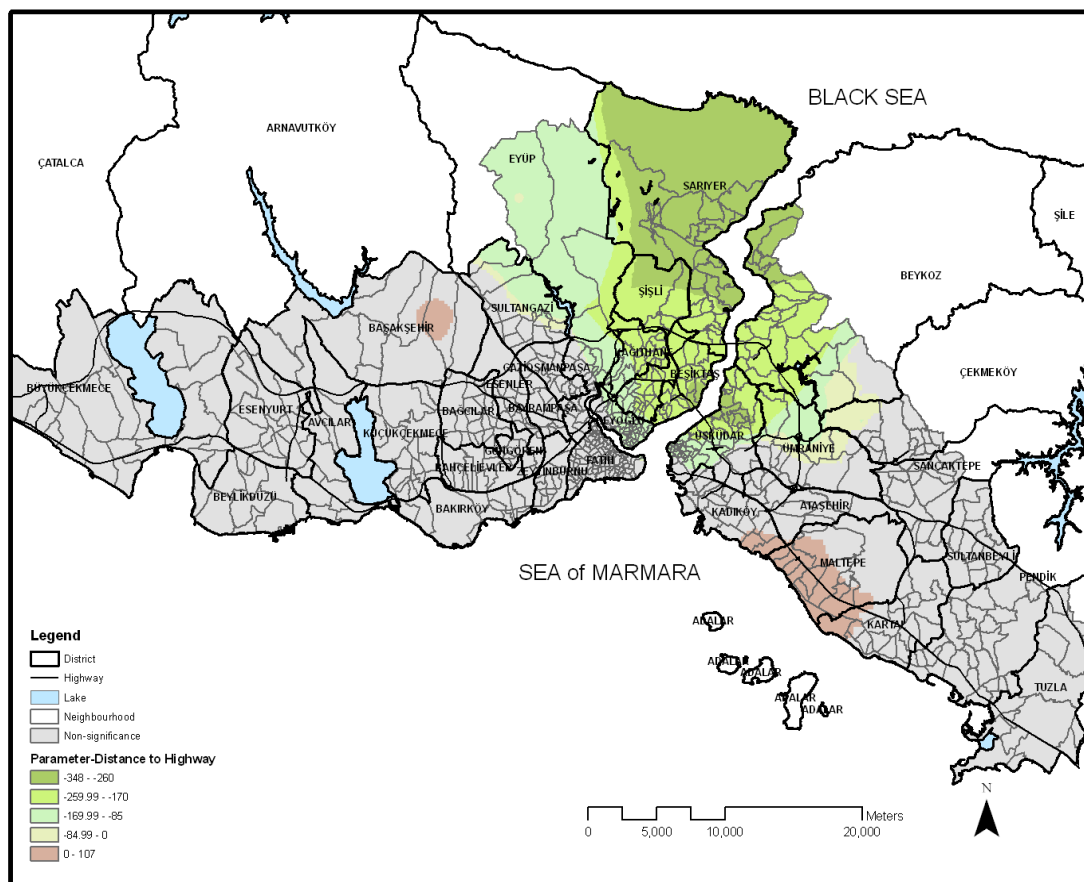 BLACK SEA
ARNAVUTKÖY
ÇATALCA
EYÜP
SARIYER
ŞİLE
BEYKOZ
ŞİŞLİ
SULTANGAZİ
BAŞAKŞEHİR
KAĞITHANE
GAZİOSMANPAŞA
ÇEKMEKÖY
BEŞİKTAŞ
ESENLER
BÜYÜKÇEKMECE
BAĞCILAR
BAYRAMPAŞA
ESENYURT
AVCILAR
BEYOĞLU
KÜÇÜKÇEKMECE
ÜSKÜDAR
ÜMRANİYE
GÜNGÖREN
FATİH
SANCAKTEPE
BAHÇELİEVLER
ZEYTİNBURNU
BEYLİKDÜZÜ
BAKIRKÖY
KADIKÖY
ATAŞEHİR
SULTANBEYLİ
MALTEPE
SEA of MARMARA
PENDİK
ADALAR
KARTAL
ADALAR
ADALAR
TUZLA
ADALAR
ADALAR
Legend
District
Highway
Lake
Neighbourhood
Non-significance
Parameter-Distance to Highway
-348 - -260
-259.99 - -170
-169.99 - -85
-84.99 - 0
0 - 107
N
Meters
0 5,000 10,000 20,000